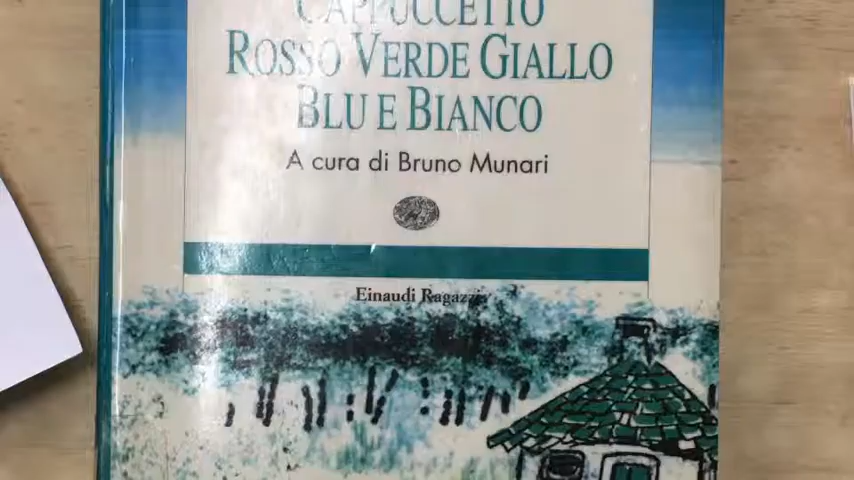 CAPPUCCETTO
ROSSO VERDE GIALLO
BLU E BIANCO
A cura di Bruno Munari
Einaudi Ragazzi